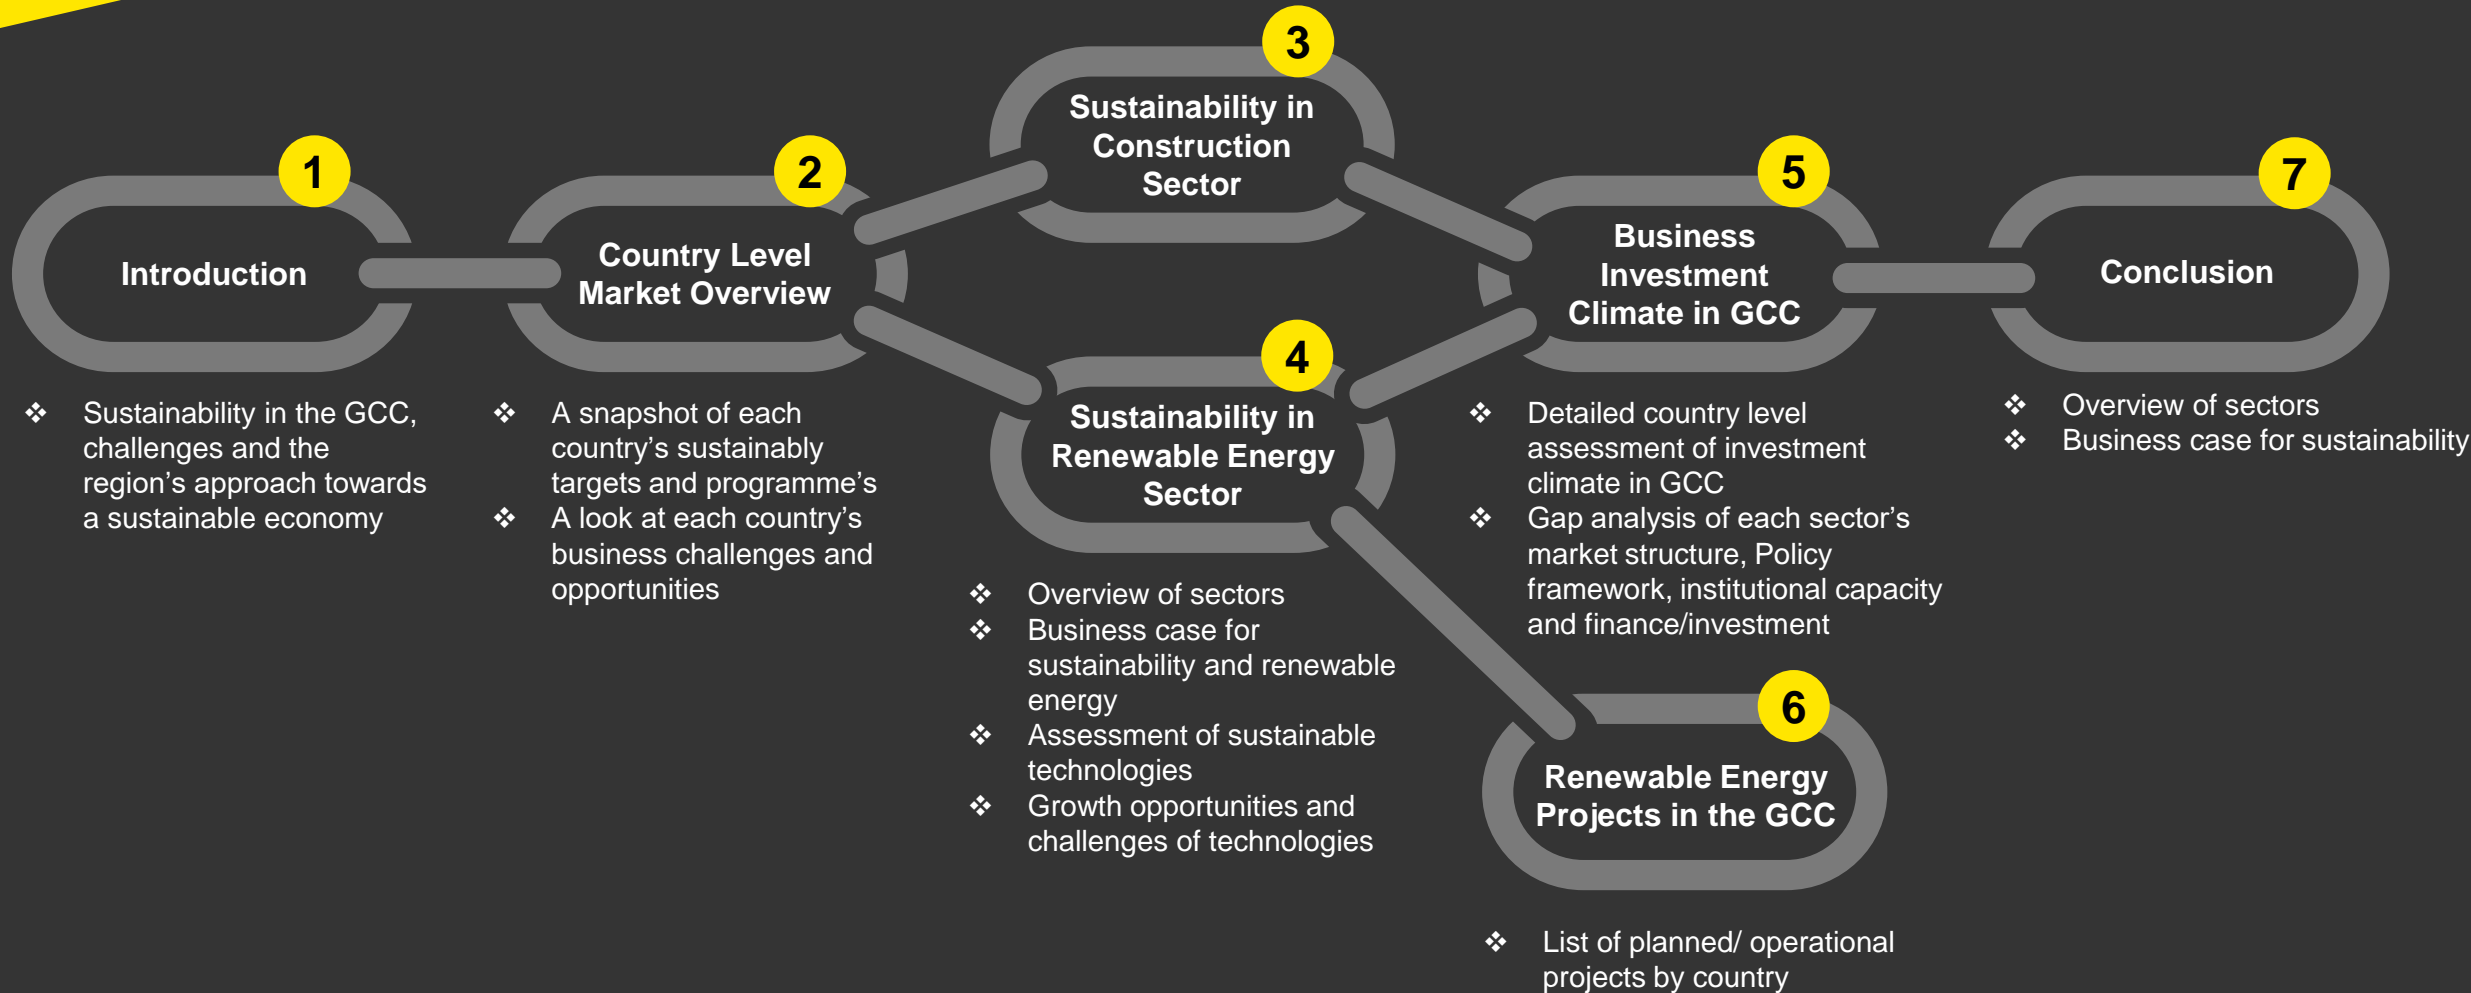 1
Introduction
❖ Sustainability in the GCC,
challenges and the
region’s approach towards
a sustainable economy
2
Country Level
Market Overview
❖ A snapshot of each
country’s sustainably
targets and programme’s
❖ A look at each country’s
business challenges and
opportunities
3
Sustainability in
Construction
Sector
4
Sustainability in
Renewable Energy
Sector
❖ Overview of sectors
❖ Business case for
sustainability and renewable
energy
❖ Assessment of sustainable
technologies
❖ Growth opportunities and
challenges of technologies
5
Business
Investment
Climate in GCC
❖ Detailed country level
assessment of investment
climate in GCC
❖ Gap analysis of each sector’s
market structure, Policy
framework, institutional capacity
and finance/investment
6
Renewable Energy
Projects in the GCC
❖ List of planned/ operational
projects by country
7
Conclusion
❖ Overview of sectors
❖ Business case for sustainability